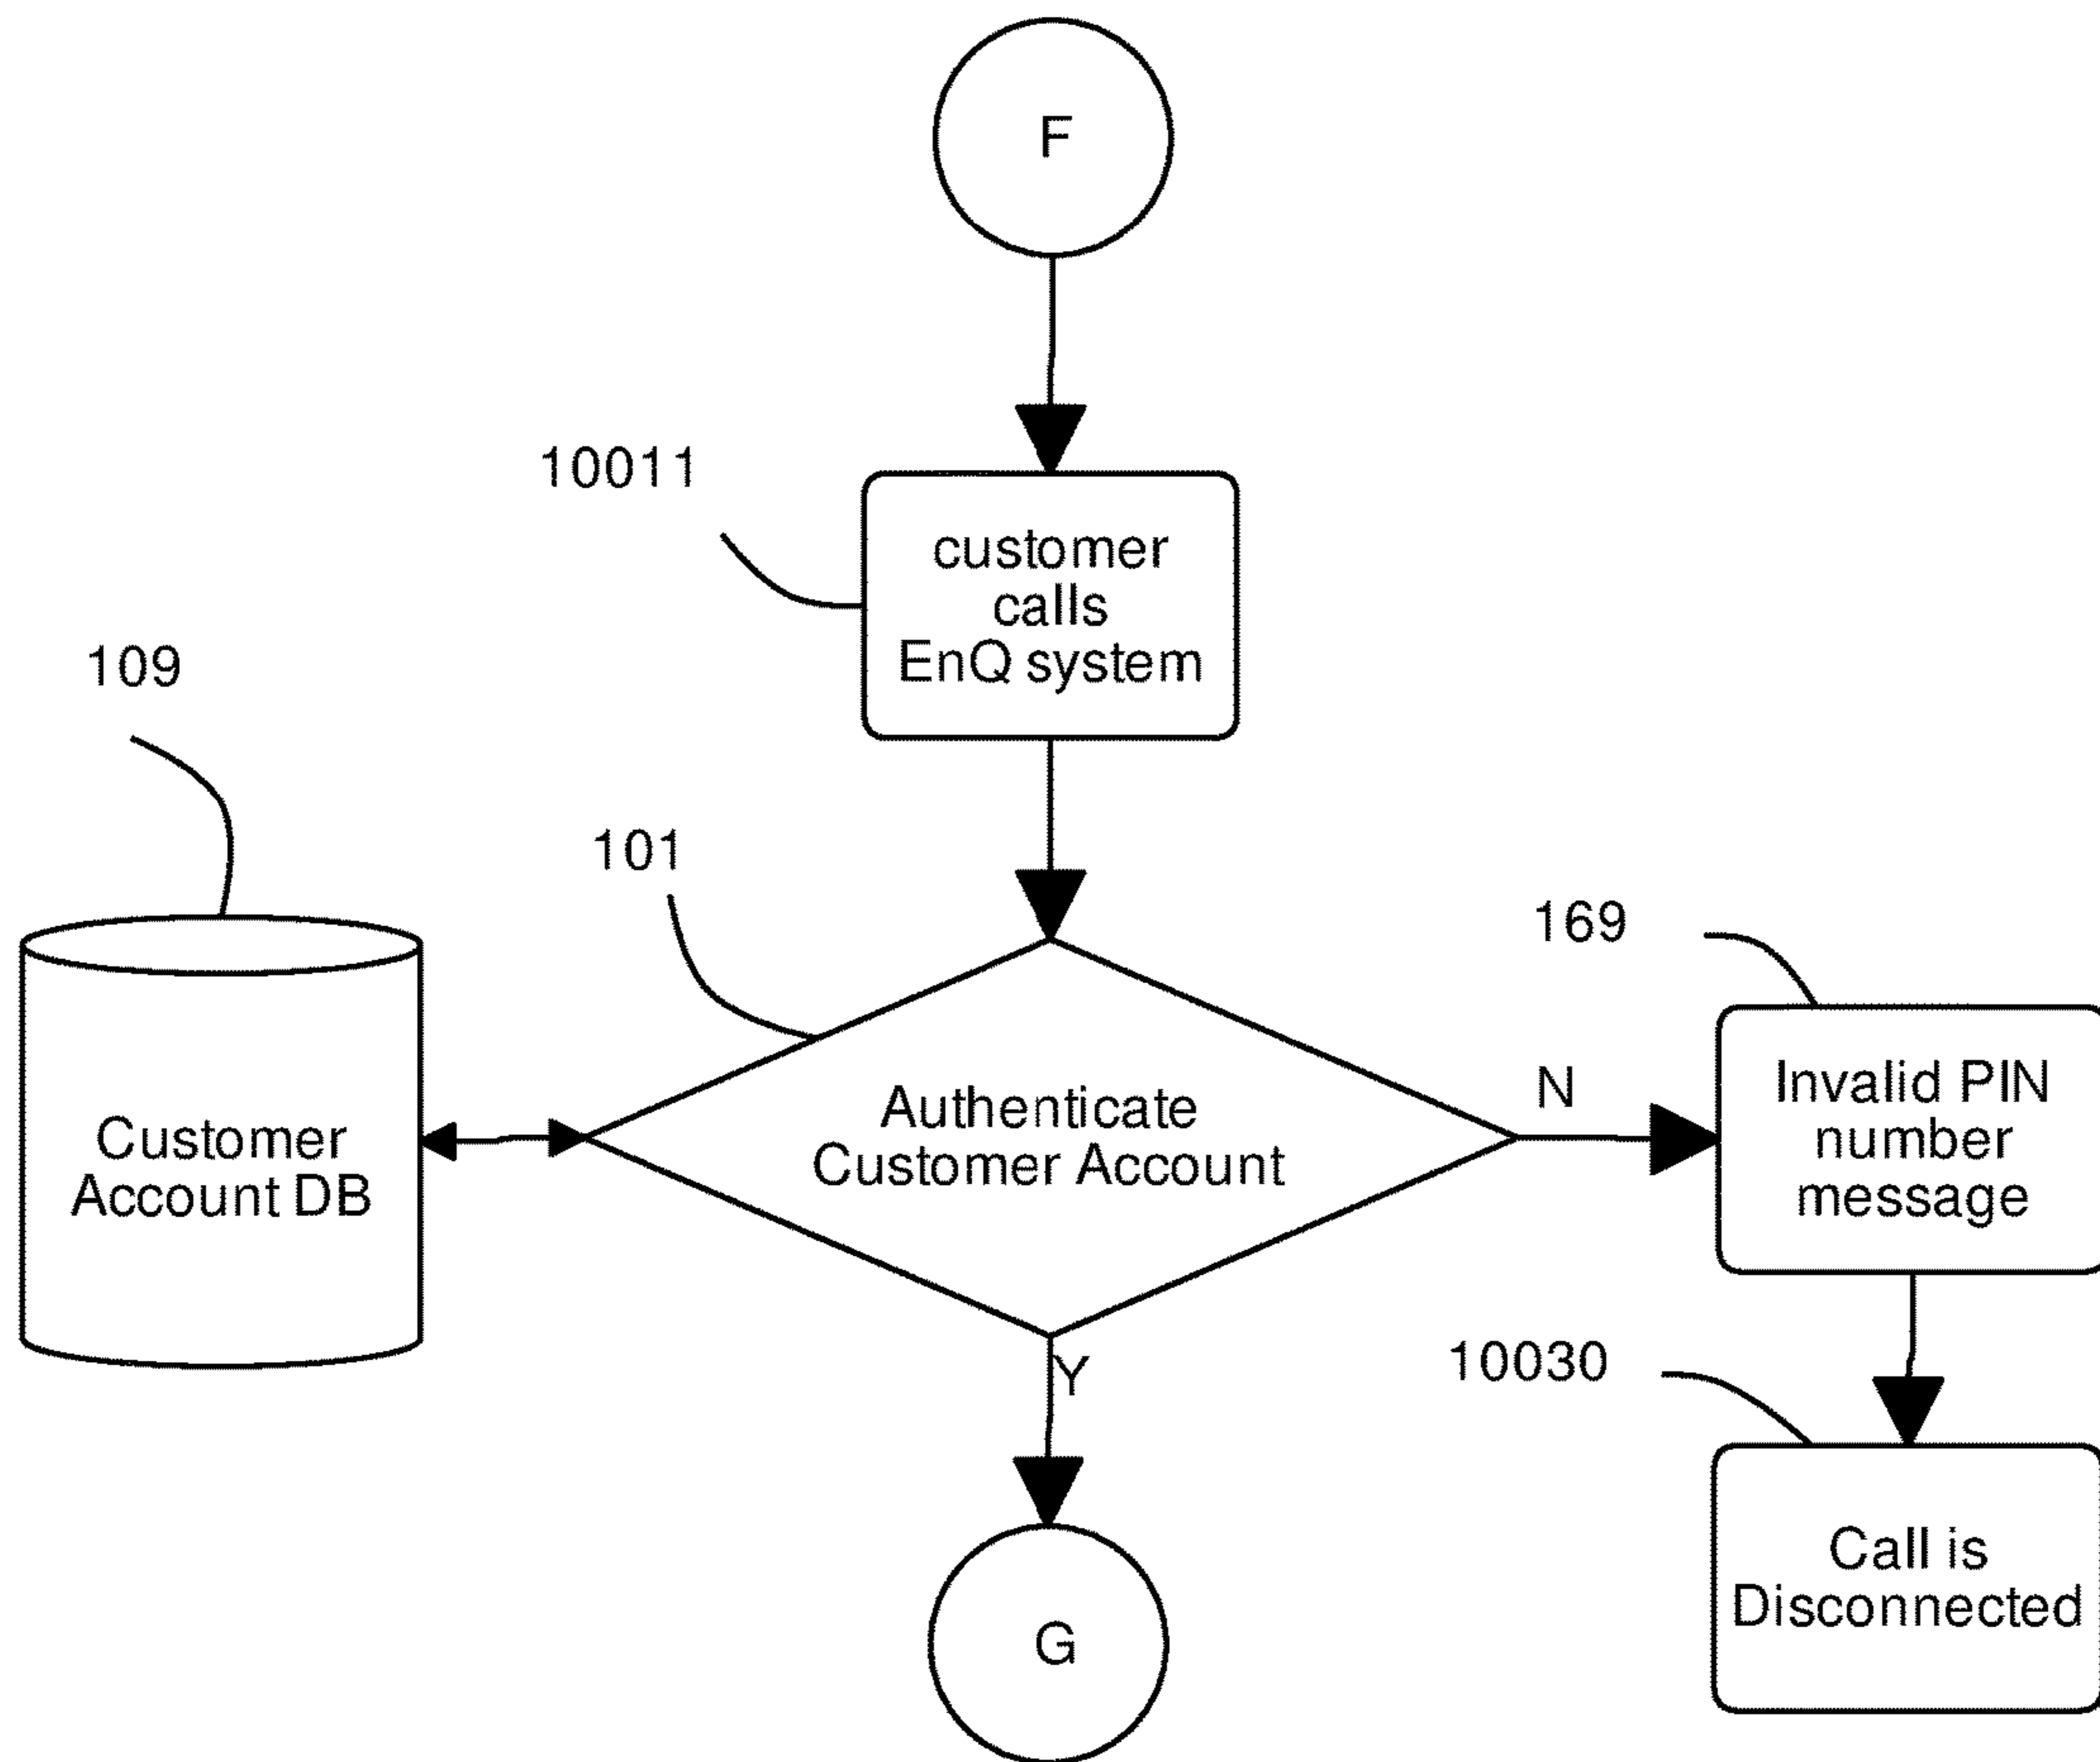 F
10011
customer
calls
EnQ system
109
101
169
Authenticate
Customer Account
N
Invalid PIN
number
message
Customer
Account DB
Y
10030
Call is
Disconnected
G